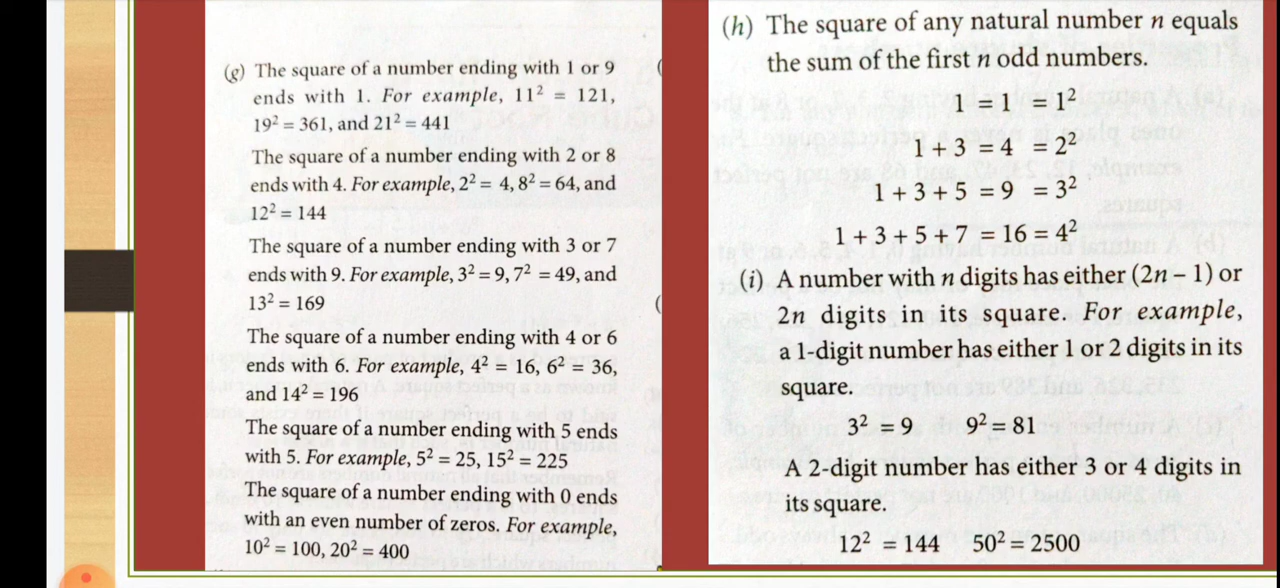 (g) The square of a number ending with 1 or 9
ends with 1. For example, 11² = 121,
19² = 361, and 21² = 441
The square of a number ending with 2 or 8
ends with 4. For example, 2² = 4, 8² = 64, and
12² = 144
The square of a number ending with 3 or 7
ends with 9. For example, 3² = 9, 7² = 49, and
13² = 169
The square of a number ending with 4 or 6
ends with 6. For example, 4² = 16, 6² = 36,
and 14² = 196
The square of a number ending with 5 ends
with 5. For example, 5² = 25, 15² = 225
The square of a number ending with 0 ends
with an even number of zeros. For example,
10² = 100, 20² = 400
(h) The square of any natural number n equals
the sum of the first n odd numbers.
1 = 1 = 1²
1 + 3 = 4 = 2²
1 + 3 + 5 = 9 = 3²
1 + 3 + 5 + 7 = 16 = 4²
(i) A number with n digits has either (2n – 1) or
2n digits in its square. For example,
a 1-digit number has either 1 or 2 digits in its
square.
3² = 9 9² = 81
A 2-digit number has either 3 or 4 digits in
its square.
12² = 144 50² = 2500